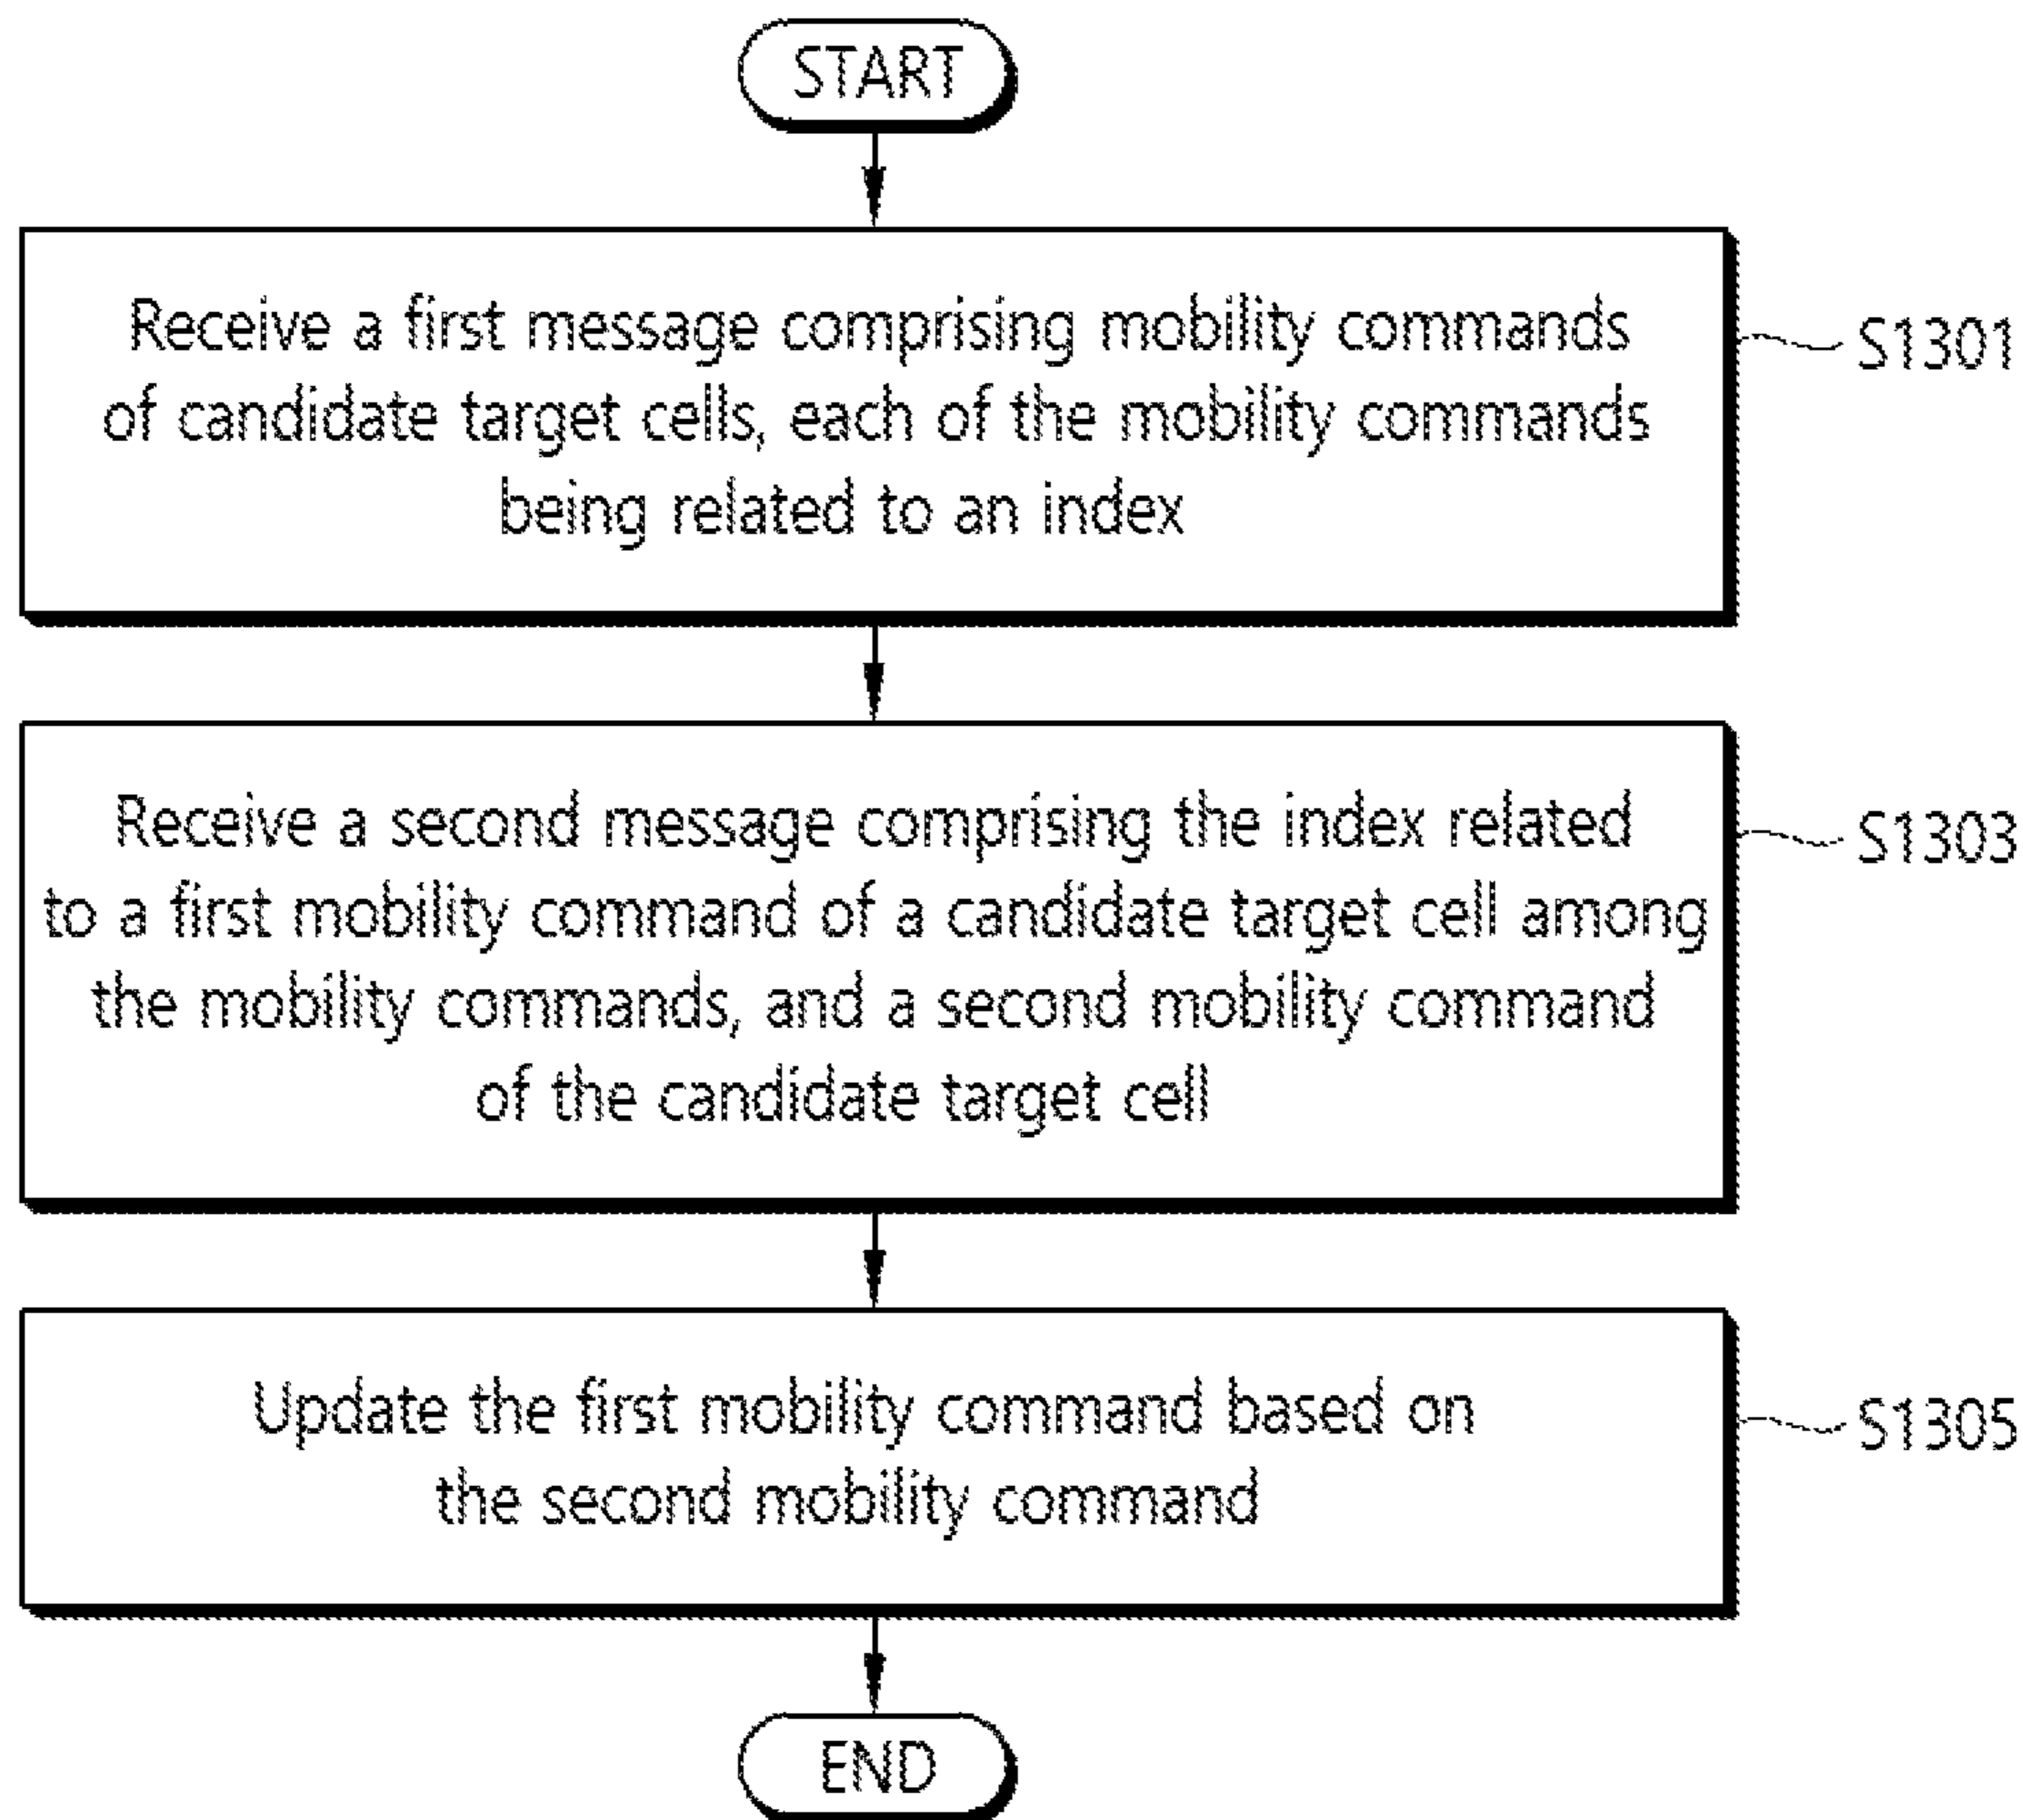 START
Receive a first message comprising mobility commands
of candidate target cells, each of the mobility commands
being related to an index
S1301
Receive a second message comprising the index related
to a first mobility command of a candidate target cell among
the mobility commands, and a second mobility command
of the candidate target cell
S1303
Update the first mobility command based on
the second mobility command
S1305
END